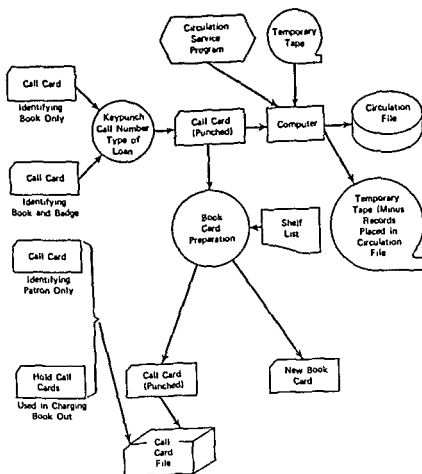 Circulation
Service
Program
Temporary
Tape
Call Card
Identifying
Book Only
Keypunch
Call Number
Type of
Loan
Call Card
(Punched)
Computer
Circulation
File
Call Card
Identifying
Book and Badge
Book
Card
Preparation
Shelf
List
Temporary
Tape (Minus
Records
Placed in
Circulation
File
Call Card
Identifying
Patron Only
Hold Call
Cards
Used in Charging
Book Out
Call Card
(Punched)
New Book
Card
Call
Card
File